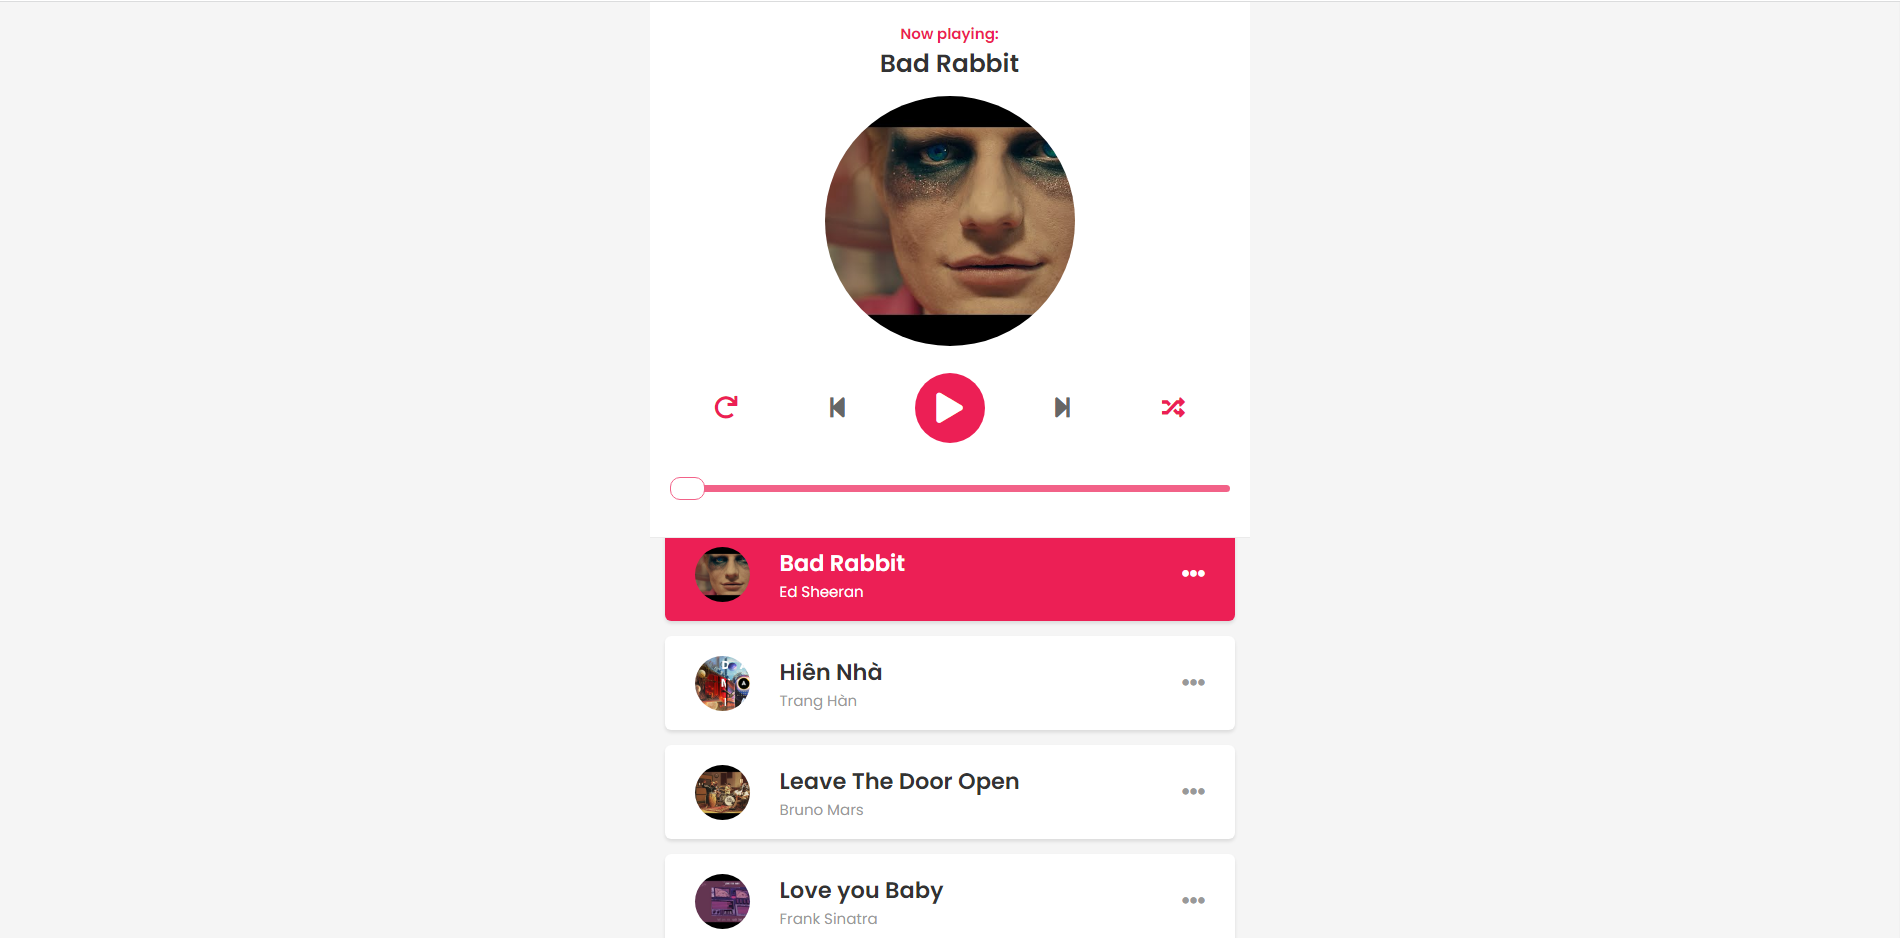 Now playing:
Bad Rabbit
Bad Rabbit
Ed Sheeran
Hiên Nhà
Trang Hàn
Leave The Door Open
Bruno Mars
Love you Baby
Frank Sinatra